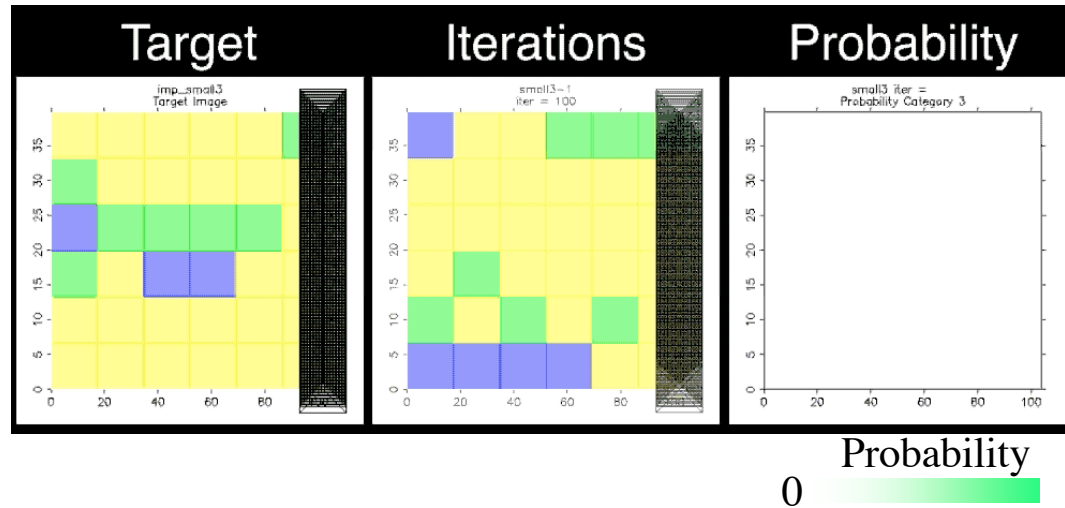 Target
Iterations
Probability
imp_small3
Target Image
small3-1
iter = 100
small3 iter =
Probability Category 3
35
30
25
20
15
10
5
0
0 20 40 60 80
35
30
25
20
15
10
5
0
0 20 40 60 80
35
30
25
20
15
10
5
0
0 20 40 60 80 100
Probability
0